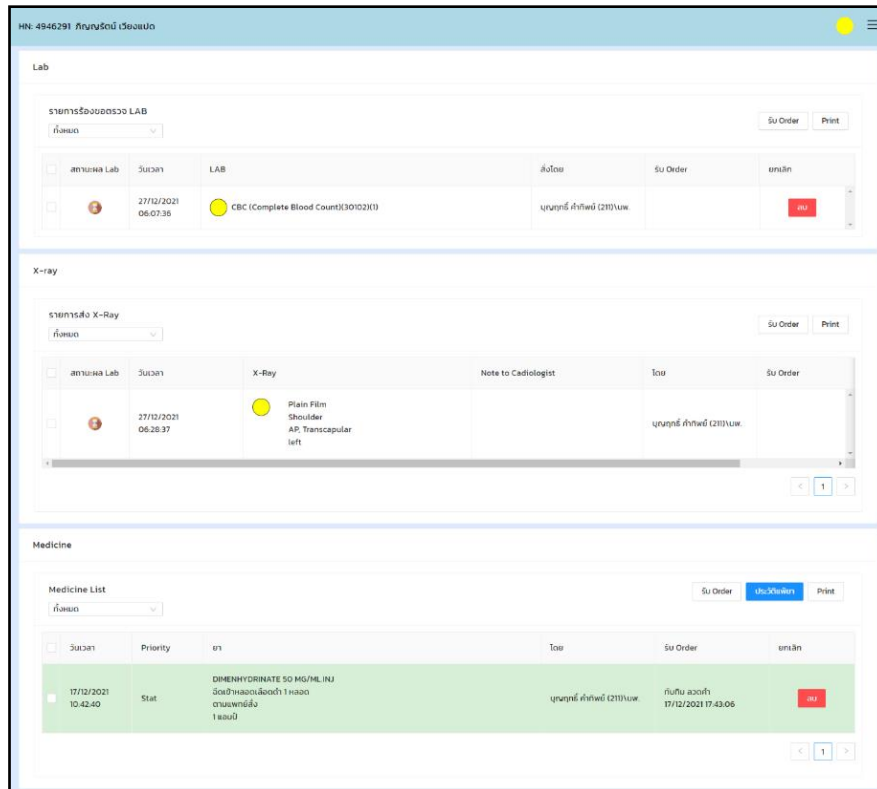 HN: 4946291 ภิญญรัตน์ เวียงแปด
Lab
รายการร้องขอตรวจ LAB
ทั้งหมด
รับ Order Print
สถานะผล Lab วันเวลา LAB สั่งโดย รับ Order ยกเลิก
27/12/2021
06:07:36
CBC (Complete Blood Count)(30102)(1)
บุญฤทธิ์ คำทิพย์ (211)\นพ.
ลบ
X-ray
รายการส่ง X-Ray
ทั้งหมด
รับ Order Print
สถานะผล Lab วันเวลา X-Ray Note to Cadiologist โดย รับ Order
27/12/2021
06:28:37
Plain Film
Shoulder
AP, Transcapular
left
บุญฤทธิ์ คำทิพย์ (211)\นพ.
1
Medicine
Medicine List
ทั้งหมด
รับ Order ประวัติแพ้ยา Print
วันเวลา Priority ยา โดย รับ Order ยกเลิก
17/12/2021
10:42:40
Stat
DIMENHYDRINATE 50 MG/ML INJ
ฉีดเข้าหลอดเลือดดำ 1 หลอด
ตามแพทย์สั่ง
1 แอมป์
บุญฤทธิ์ คำทิพย์ (211)\นพ.
ทับทิม ลวดคำ
17/12/2021 17:43:06
ลบ
1